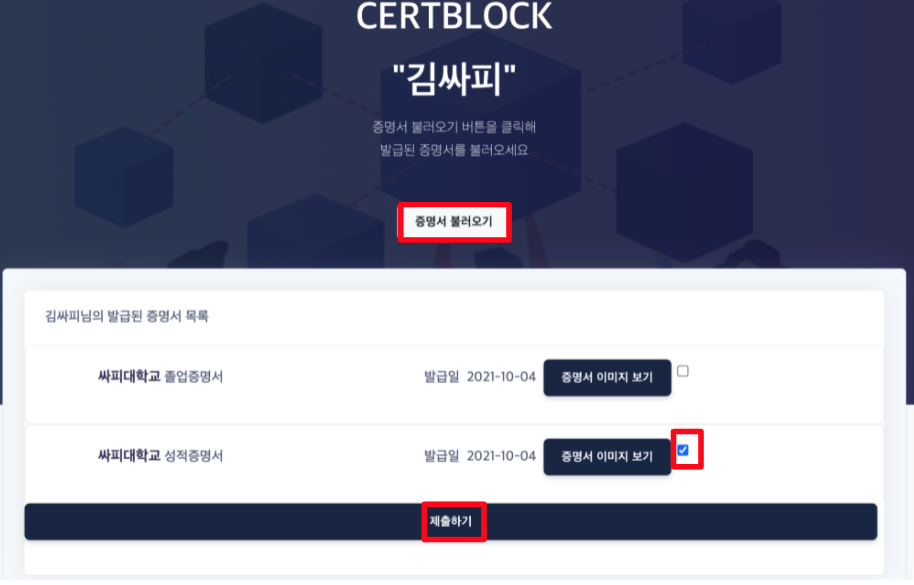 CERTBLOCK
"김싸피"
증명서 불러오기 버튼을 클릭해
발급된 증명서를 불러오세요
증명서 불러오기
김싸피님의 발급된 증명서 목록
싸피대학교 졸업증명서 발급일 2021-10-04 증명서 이미지 보기
싸피대학교 성적증명서 발급일 2021-10-04 증명서 이미지 보기
제출하기